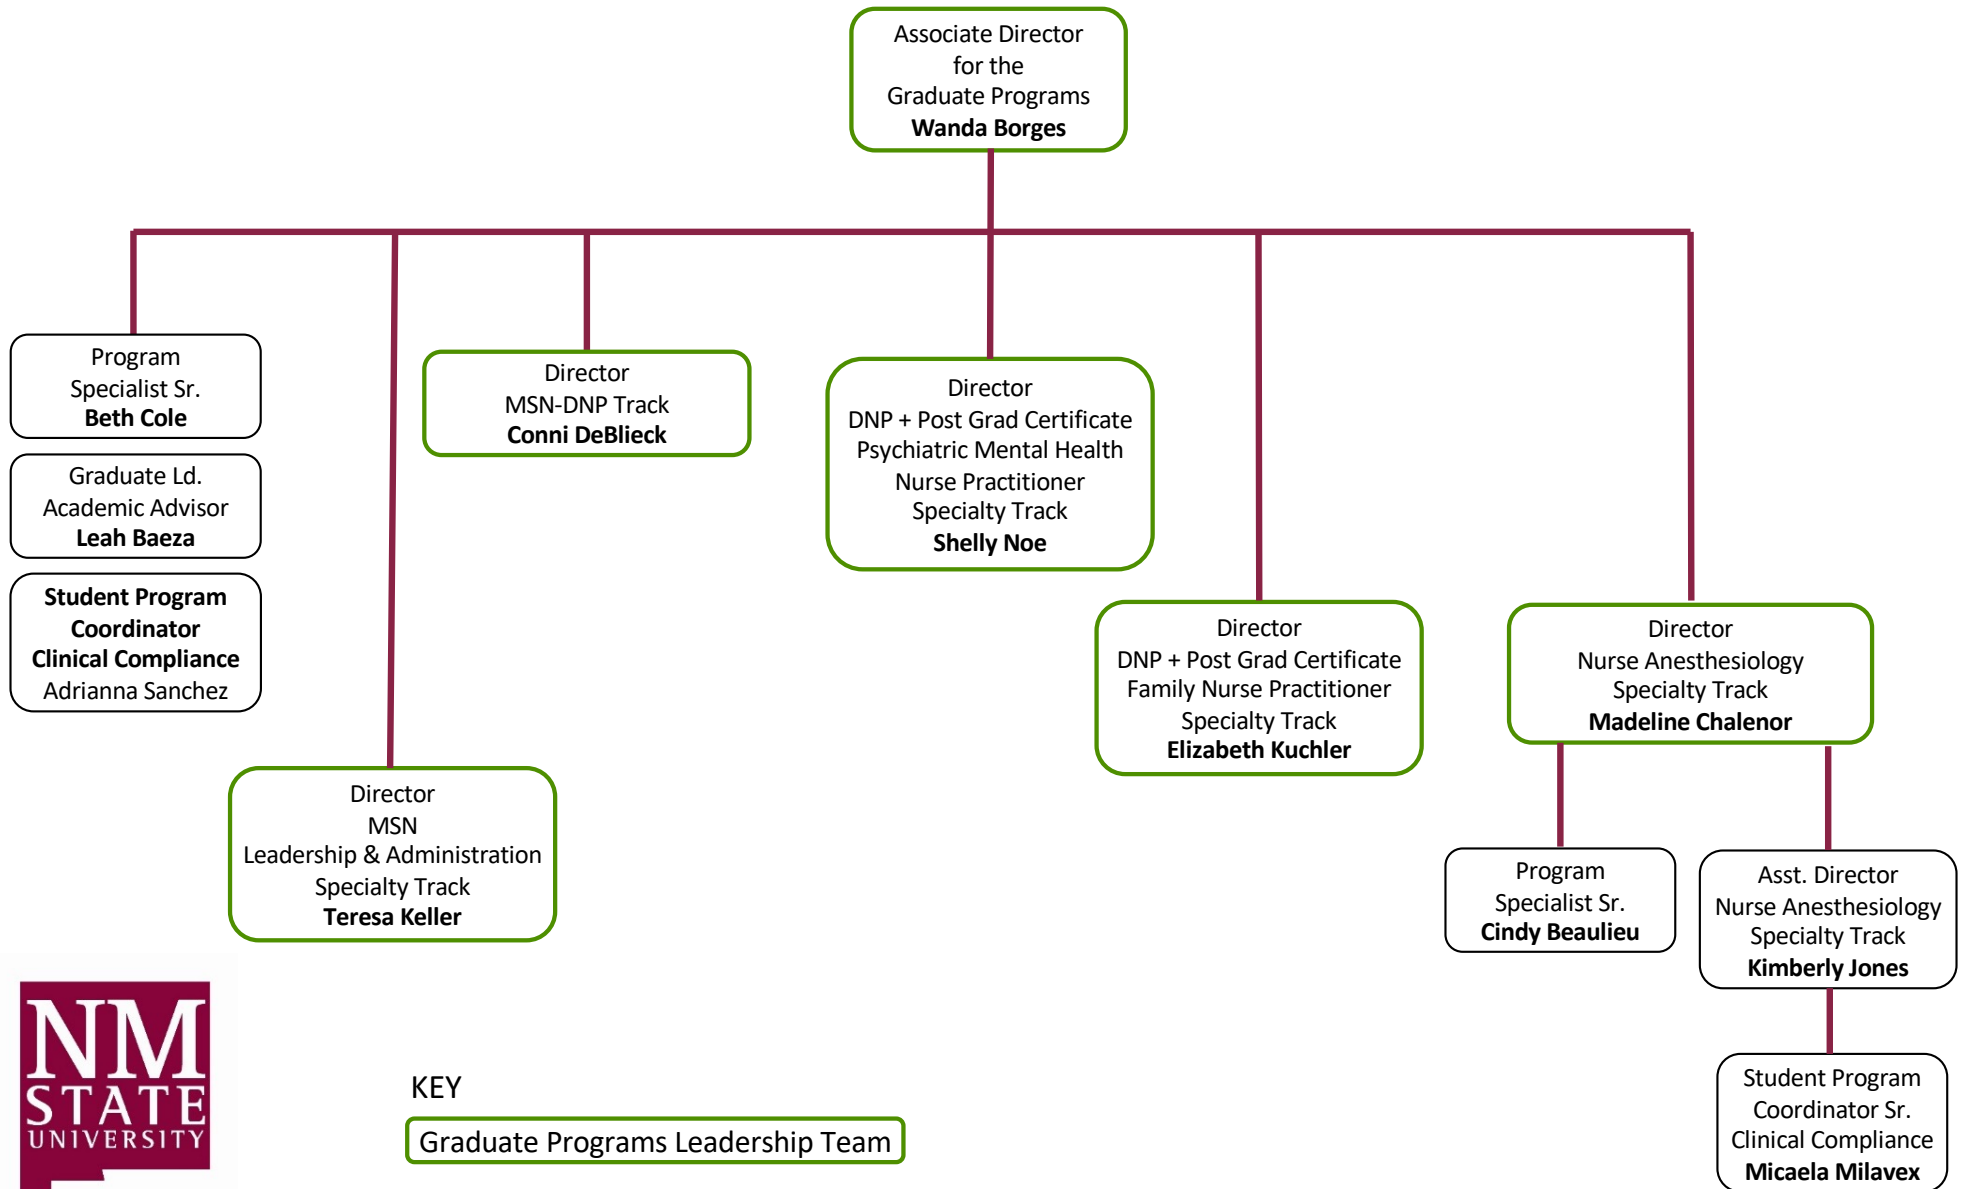 Associate Director
for the
Graduate Programs
Wanda Borges
Program
Specialist Sr.
Beth Cole
Graduate Ld.
Academic Advisor
Leah Baeza
Student Program
Coordinator
Clinical Compliance
Adrianna Sanchez
Director
MSN
Leadership & Administration
Specialty Track
Teresa Keller
Director
MSN-DNP Track
Conni DeBlieck
Director
DNP + Post Grad Certificate
Psychiatric Mental Health
Nurse Practitioner
Specialty Track
Shelly Noe
Director
DNP + Post Grad Certificate
Family Nurse Practitioner
Specialty Track
Elizabeth Kuchler
Director
Nurse Anesthesiology
Specialty Track
Madeline Chalenor
Program
Specialist Sr.
Cindy Beaulieu
Asst. Director
Nurse Anesthesiology
Specialty Track
Kimberly Jones
Student Program
Coordinator Sr.
Clinical Compliance
Micaela Milavex
NM
STATE
UNIVERSITY
KEY
Graduate Programs Leadership Team